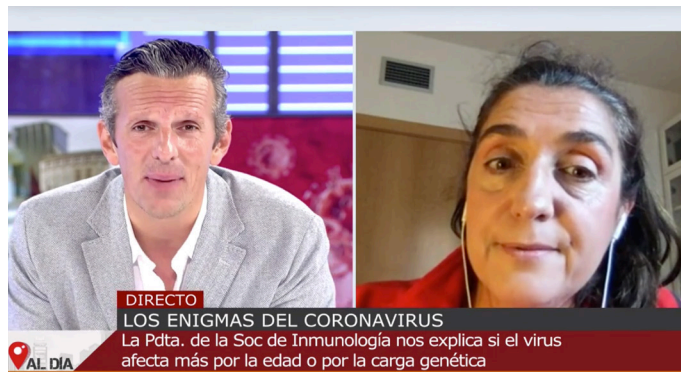 DIRECTO
LOS ENIGMAS DEL CORONAVIRUS
La Pdta. de la Soc de Inmunología nos explica si el virus
afecta más por la edad o por la carga genética
AL DÍA